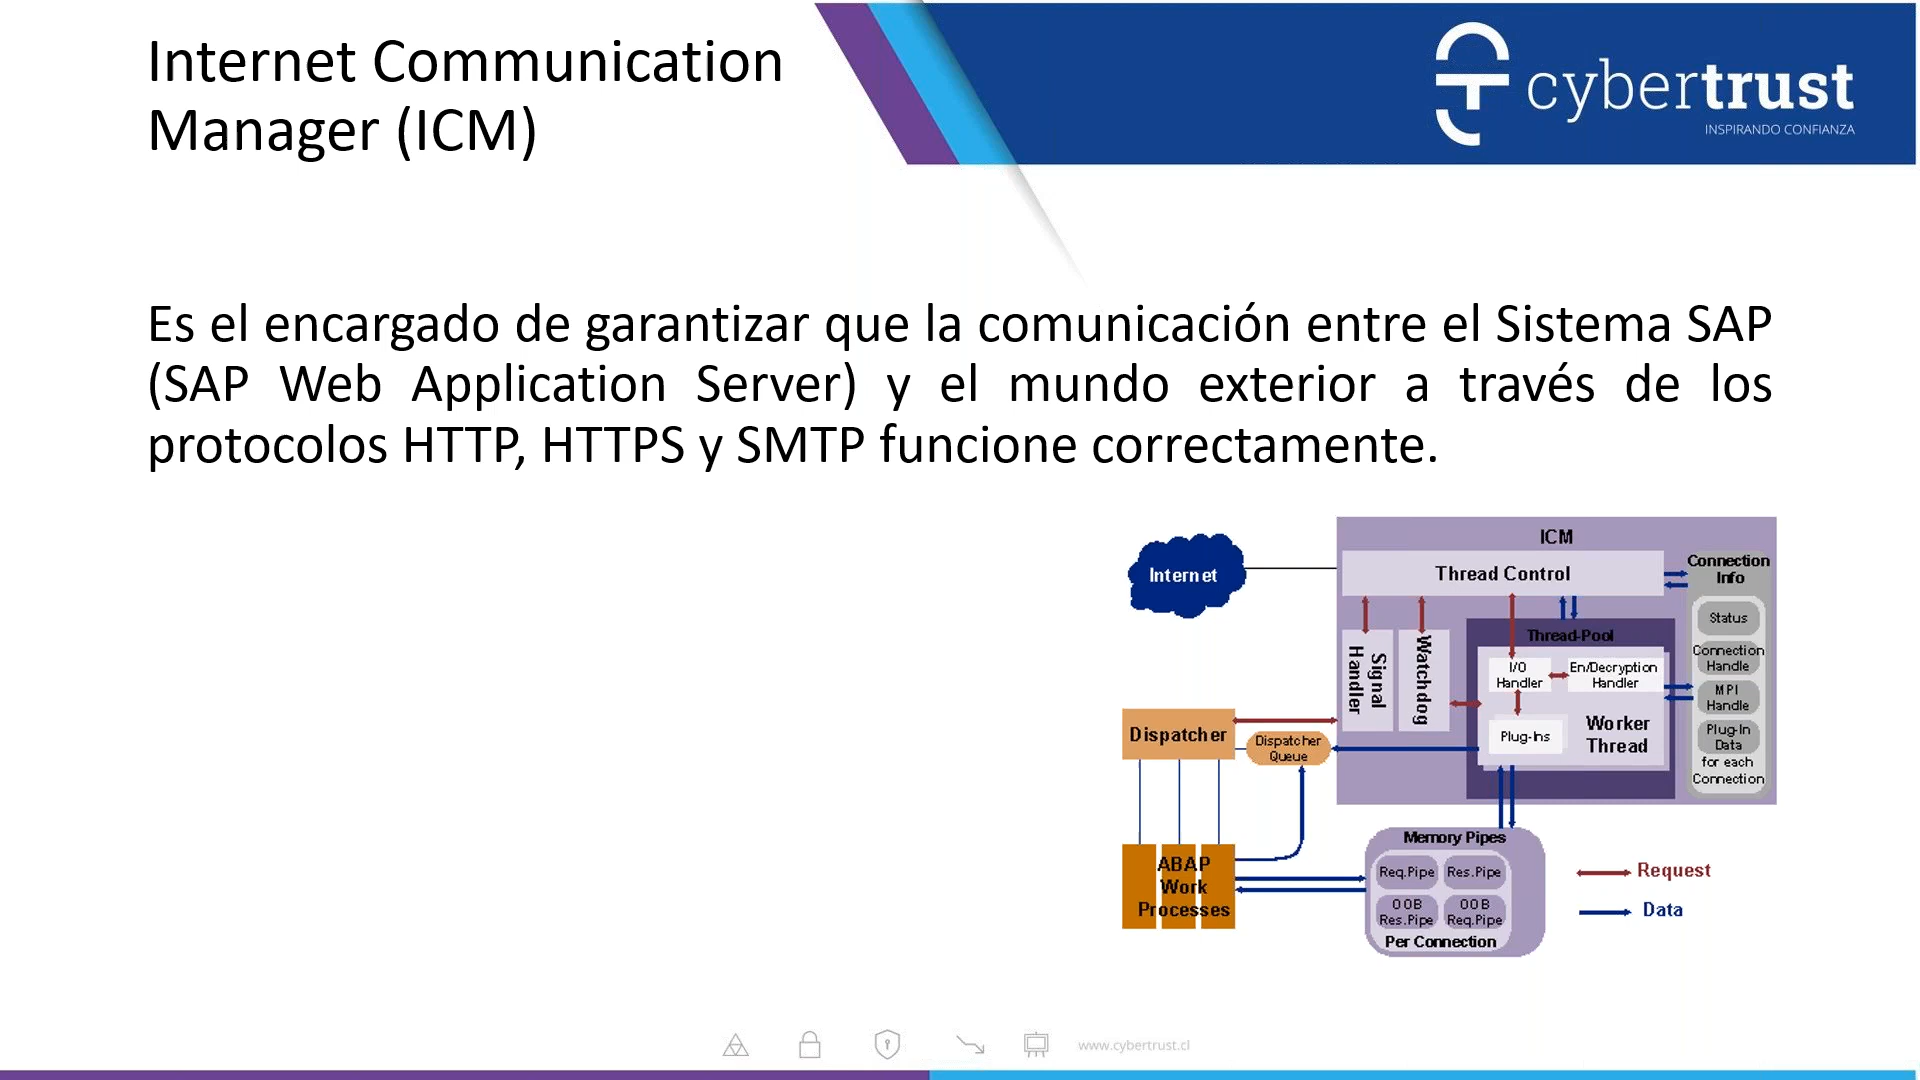 Internet Communication
Manager (ICM)
cybertrust
INSPIRANDO CONFIANZA
Es el encargado de garantizar que la comunicación entre el Sistema SAP
(SAP Web Application Server) y el mundo exterior a través de los
protocolos HTTP, HTTPS y SMTP funcione correctamente.
ICM
Internet
Thread Control
Connection
Info
Status
Connection
Handle
MPI
Handle
Plug-In
Data
for each
Connection
Signal
Handler
Watchdog
Thread-Pool
I/O
Handler
En/Decryption
Handler
Plug-Ins
Worker
Thread
Dispatcher
Dispatcher
Queue
ABAP
Work
Processes
Memory Pipes
Req.Pipe
Res.Pipe
OOB
Res.Pipe
OOB
Req.Pipe
Per Connection
Request
Data
www.cybertrust.cl